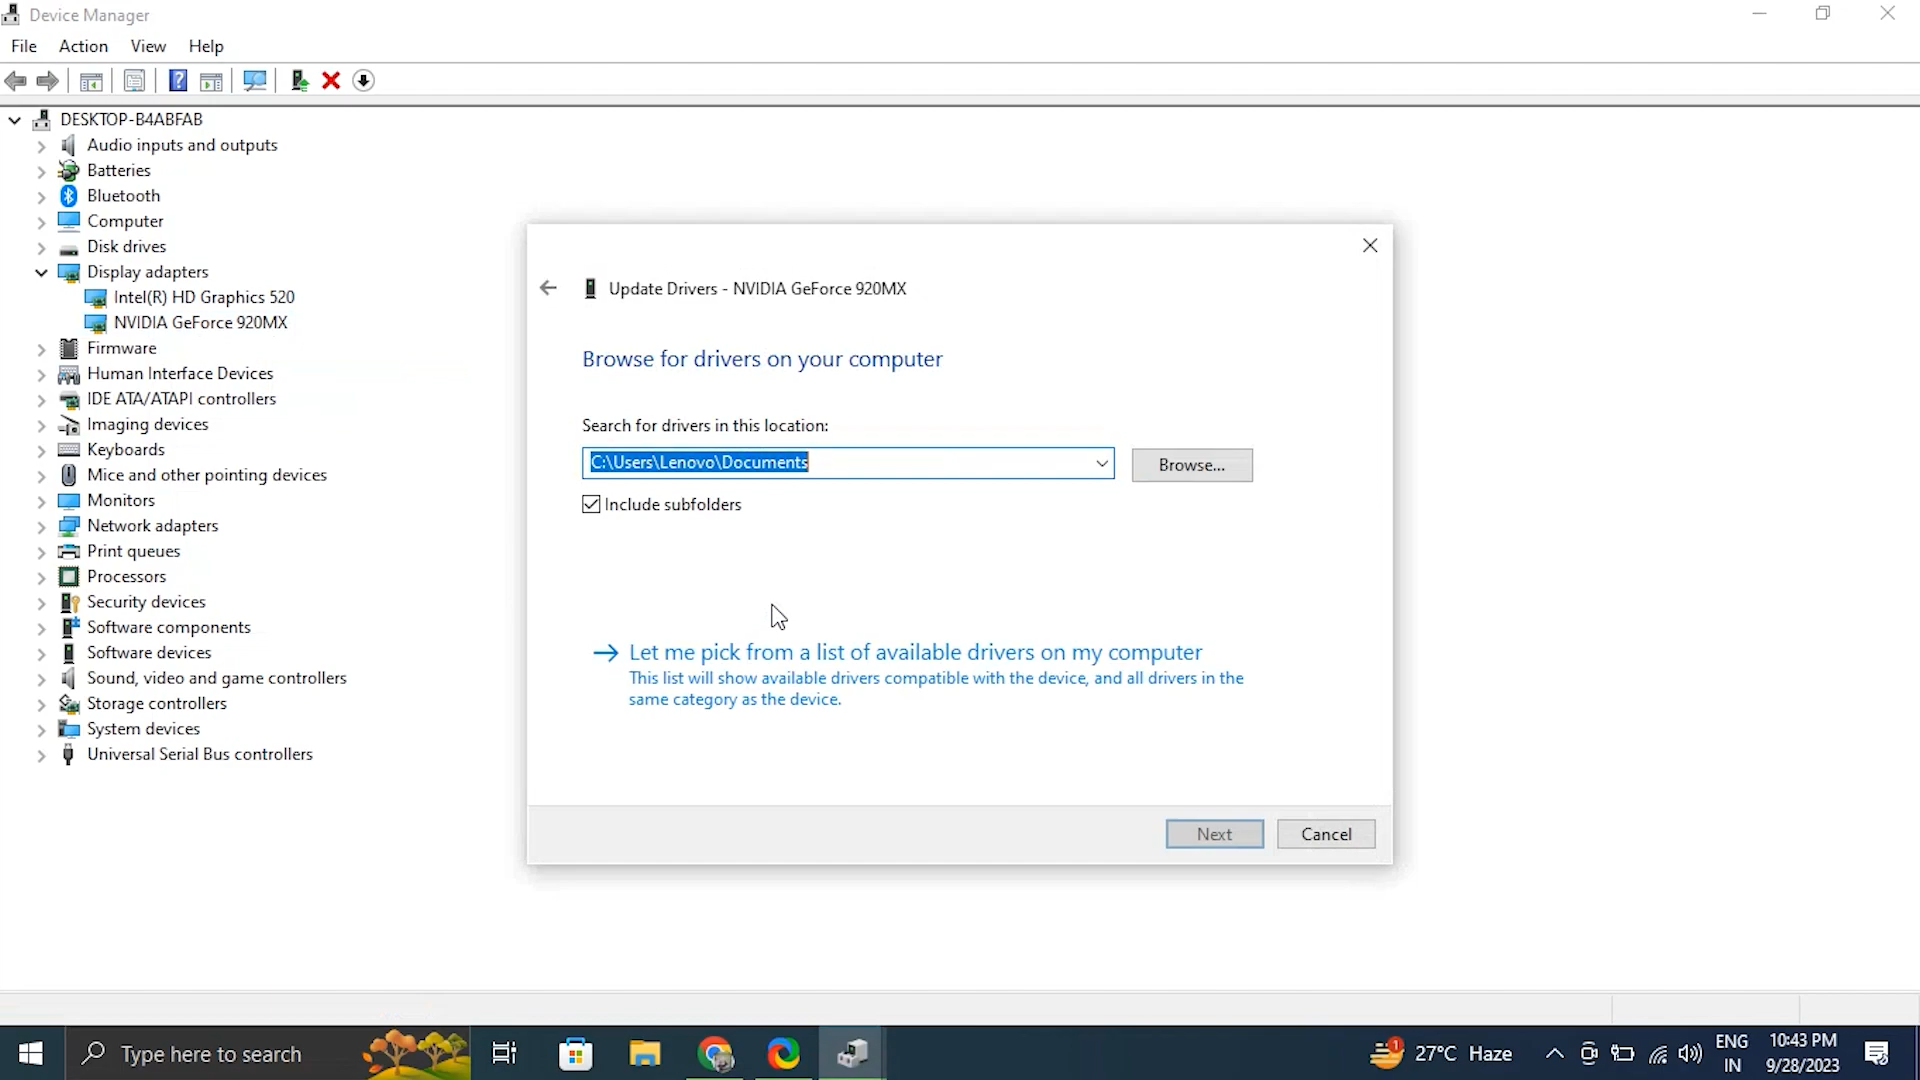 Device Manager
File Action View Help
DESKTOP-B4ABFAB
Audio inputs and outputs
Batteries
Bluetooth
Computer
Disk drives
Display adapters
Intel(R) HD Graphics 520
NVIDIA GeForce 920MX
Firmware
Human Interface Devices
IDE ATA/ATAPI controllers
Imaging devices
Keyboards
Mice and other pointing devices
Monitors
Network adapters
Print queues
Processors
Security devices
Software components
Software devices
Sound, video and game controllers
Storage controllers
System devices
Universal Serial Bus controllers
Update Drivers - NVIDIA GeForce 920MX
Browse for drivers on your computer
Search for drivers in this location:
C:\Users\Lenovo\Documents
Browse...
Include subfolders
Let me pick from a list of available drivers on my computer
This list will show available drivers compatible with the device, and all drivers in the
same category as the device.
Next Cancel
Type here to search
1
27°C Haze
ENG
IN
10:43 PM
9/28/2023